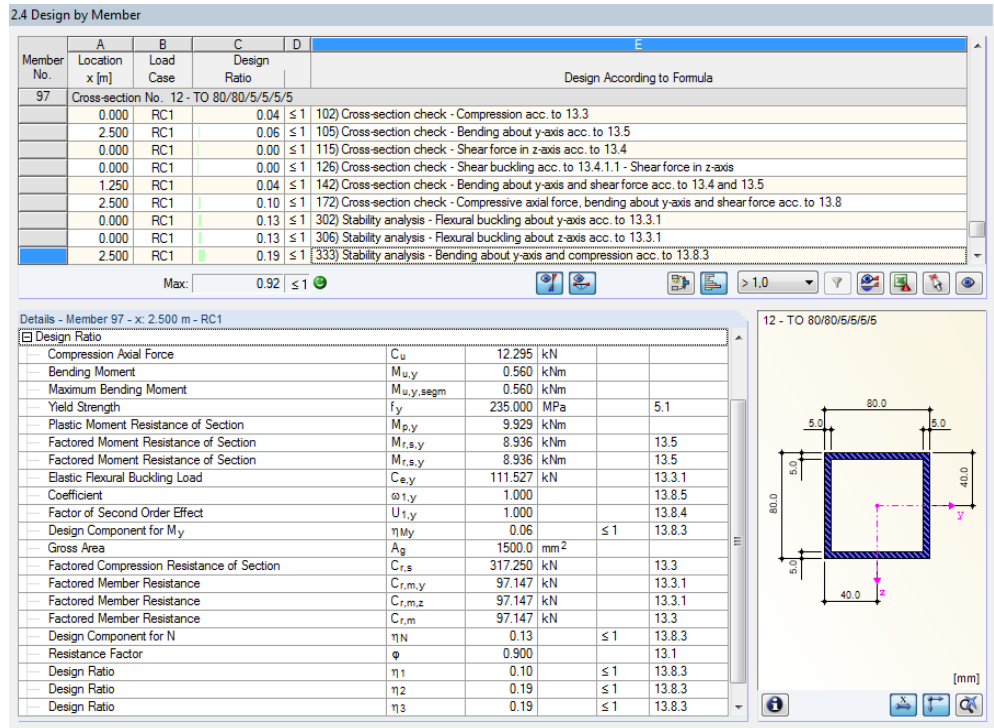 2.4 Design by Member
A B C D E
Member Location Load Design
No. x [m] Case Ratio Design According to Formula
97 Cross-section No. 12 - TO 80/80/5/5/5/5
0.000 RC1 0.04 ≤ 1 102) Cross-section check - Compression acc. to 13.3
2.500 RC1 0.06 ≤ 1 105) Cross-section check - Bending about y-axis acc. to 13.5
0.000 RC1 0.00 ≤ 1 115) Cross-section check - Shear force in z-axis acc. to 13.4
0.000 RC1 0.00 ≤ 1 126) Cross-section check - Shear buckling acc. to 13.4.1.1 - Shear force in z-axis
1.250 RC1 0.04 ≤ 1 142) Cross-section check - Bending about y-axis and shear force acc. to 13.4 and 13.5
2.500 RC1 0.10 ≤ 1 172) Cross-section check - Compressive axial force, bending about y-axis and shear force acc. to 13.8
0.000 RC1 0.13 ≤ 1 302) Stability analysis - Flexural buckling about y-axis acc. to 13.3.1
0.000 RC1 0.13 ≤ 1 306) Stability analysis - Flexural buckling about z-axis acc. to 13.3.1
2.500 RC1 0.19 ≤ 1 333) Stability analysis - Bending about y-axis and compression acc. to 13.8.3
Max: 0.92 ≤ 1 > 1,0
Details - Member 97 - x: 2.500 m - RC1
Design Ratio
Compression Axial Force Cu 12.295 kN
Bending Moment Mu,y 0.560 kNm
Maximum Bending Moment Mu,y,segm 0.560 kNm
Yield Strength fy 235.000 MPa 5.1
Plastic Moment Resistance of Section Mp,y 9.929 kNm
Factored Moment Resistance of Section Mr,s,y 8.936 kNm 13.5
Factored Moment Resistance of Section Mr,s,y 8.936 kNm 13.5
Elastic Flexural Buckling Load Ce,y 111.527 kN 13.3.1
Coefficient ω1,y 1.000 13.8.5
Factor of Second Order Effect U1,y 1.000 13.8.4
Design Component for My ηMy 0.06 ≤ 1 13.8.3
Gross Area Ag 1500.0 mm2
Factored Compression Resistance of Section Cr,s 317.250 kN 13.3
Factored Member Resistance Cr,m,y 97.147 kN 13.3.1
Factored Member Resistance Cr,m,z 97.147 kN 13.3.1
Factored Member Resistance Cr,m 97.147 kN 13.3
Design Component for N ηN 0.13 ≤ 1 13.8.3
Resistance Factor φ 0.900 13.1
Design Ratio η1 0.10 ≤ 1 13.8.3
Design Ratio η2 0.19 ≤ 1 13.8.3
Design Ratio η3 0.19 ≤ 1 13.8.3
12 - TO 80/80/5/5/5/5
80.0
5.0 5.0
5.0
40.0
80.0
y
5.0
40.0 z
[mm]